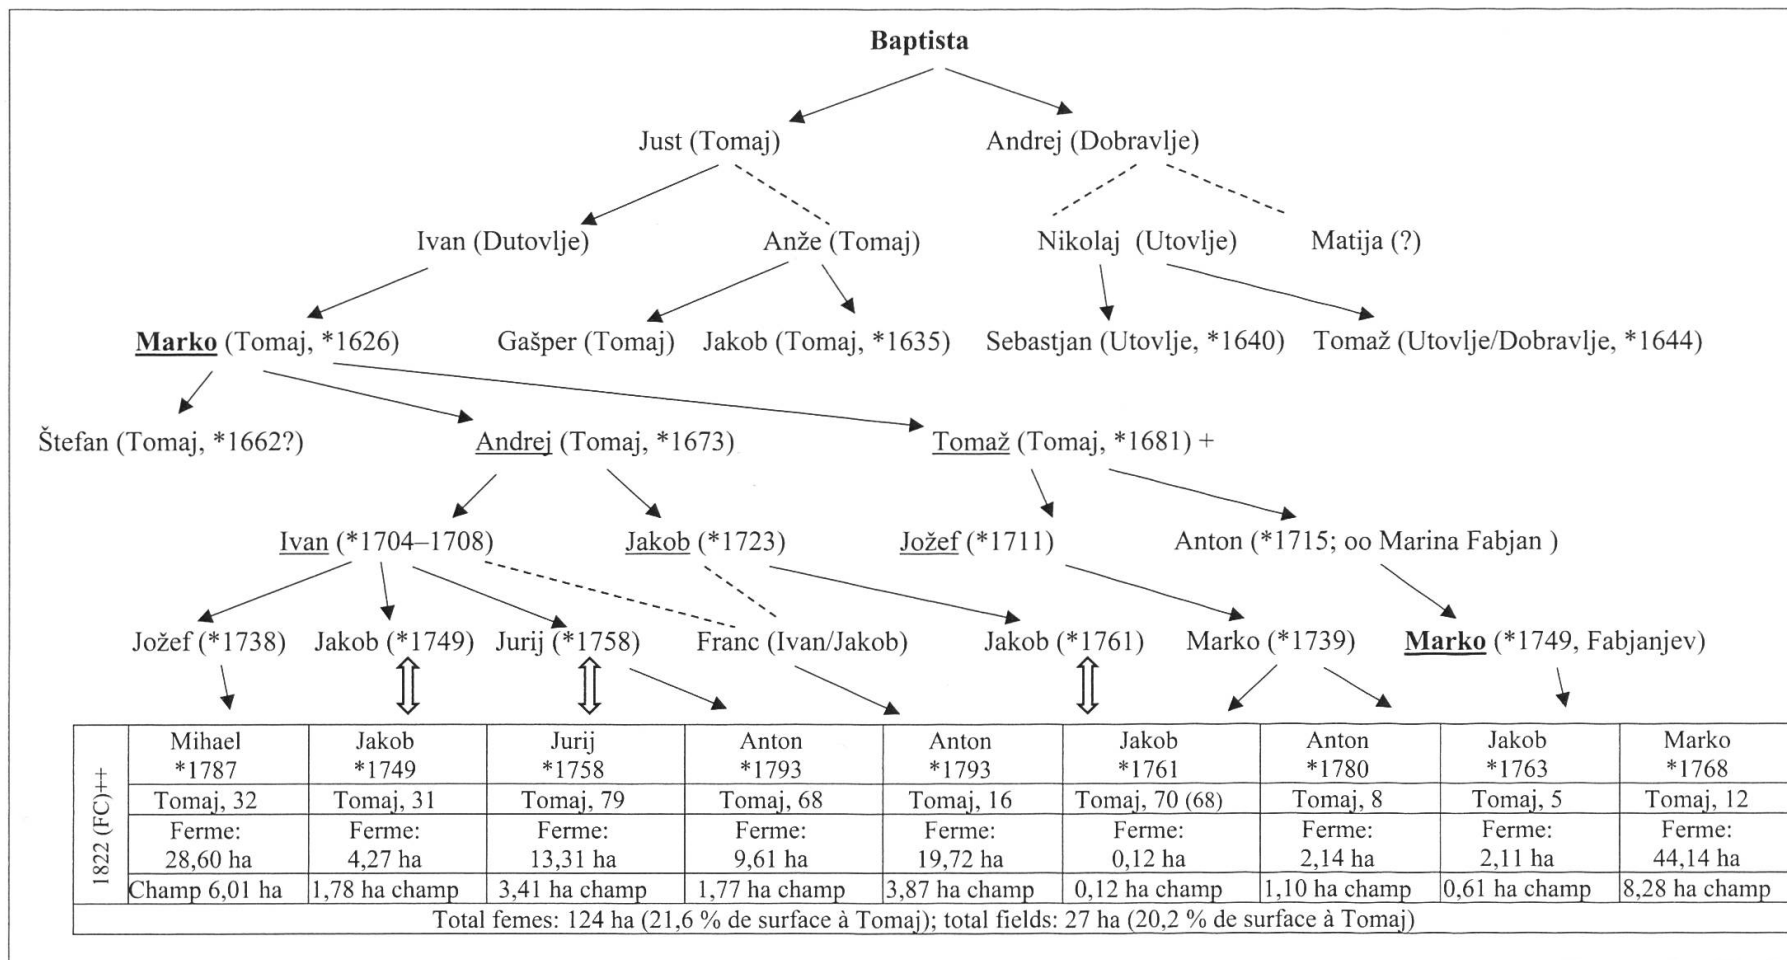 Baptista
Just (Tomaj) Andrej (Dobravlje)
Ivan (Dutovlje) Anže (Tomaj) Nikolaj (Utovlje) Matija (?)
Marko (Tomaj, *1626) Gašper (Tomaj) Jakob (Tomaj, *1635) Sebastjan (Utovlje, *1640) Tomaž (Utovlje/Dobravlje, *1644)
Štefan (Tomaj, *1662?) Andrej (Tomaj, *1673) Tomaž (Tomaj, *1681) +
Ivan (*1704–1708) Jakob (*1723) Jožef (*1711) Anton (*1715; oo Marina Fabjan )
Jožef (*1738) Jakob (*1749) Jurij (*1758) Franc (Ivan/Jakob) Jakob (*1761) Marko (*1739) Marko (*1749, Fabjanjev)
1822 (FC)++
Mihael Jakob Jurij Anton Anton Jakob Anton Jakob Marko
*1787 *1749 *1758 *1793 *1793 *1761 *1780 *1763 *1768
Tomaj, 32 Tomaj, 31 Tomaj, 79 Tomaj, 68 Tomaj, 16 Tomaj, 70 (68) Tomaj, 8 Tomaj, 5 Tomaj, 12
Ferme: Ferme: Ferme: Ferme: Ferme: Ferme: Ferme: Ferme: Ferme:
28,60 ha 4,27 ha 13,31 ha 9,61 ha 19,72 ha 0,12 ha 2,14 ha 2,11 ha 44,14 ha
Champ 6,01 ha 1,78 ha champ 3,41 ha champ 1,77 ha champ 3,87 ha champ 0,12 ha champ 1,10 ha champ 0,61 ha champ 8,28 ha champ
Total femes: 124 ha (21,6 % de surface à Tomaj); total fields: 27 ha (20,2 % de surface à Tomaj)